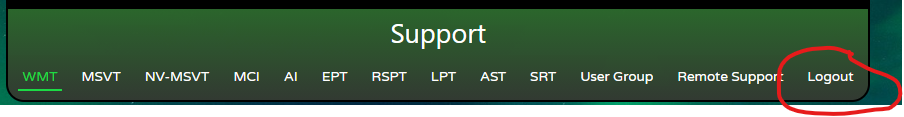 Support
WMT MSVT NV-MSVT MCI AI EPT RSPT LPT AST SRT User Group Remote Support Logout